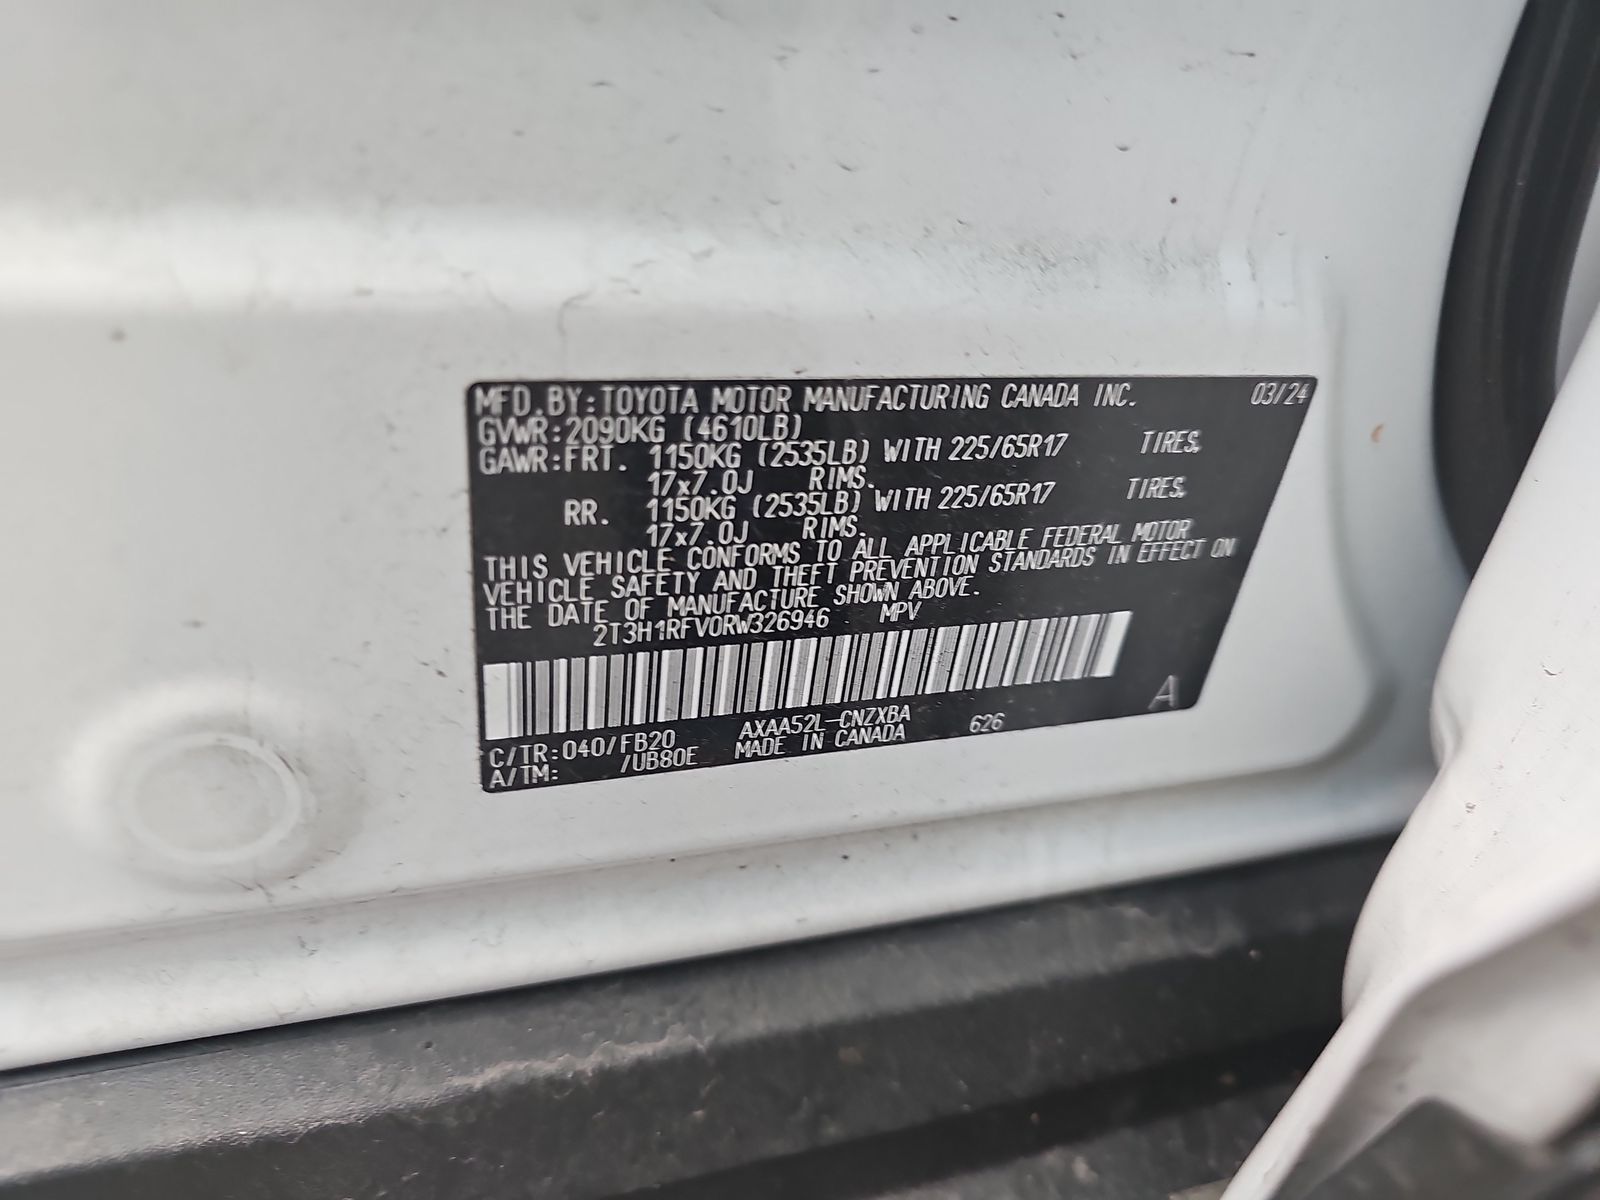 MFD.BY:TOYOTA MOTOR MANUFACTURING CANADA INC. 03/24
GVWR:2090KG (4610LB)
GAWR:FRT. 1150KG (2535LB) WITH 225/65R17 TIRES,
17x7.0J RIMS.
RR. 1150KG (2535LB) WITH 225/65R17 TIRES,
17x7.0J RIMS.
THIS VEHICLE CONFORMS TO ALL APPLICABLE FEDERAL MOTOR
VEHICLE SAFETY AND THEFT PREVENTION STANDARDS IN EFFECT ON
THE DATE OF MANUFACTURE SHOWN ABOVE.
2T3H1RFV0RW326946 MPV
A
C/TR:040/FB20 AXAA52L-CNZXBA 626
A/TM: /UB80E MADE IN CANADA